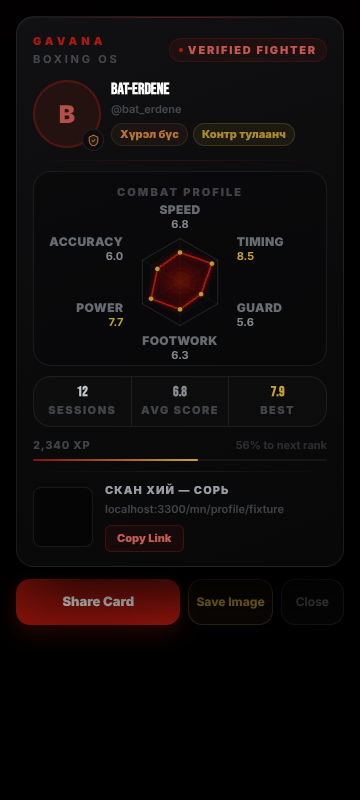 GAVANA
BOXING OS
• VERIFIED FIGHTER
B
BAT-ERDENE
@bat_erdene
Хүрэл бүс
Контр тулаанч
COMBAT PROFILE
SPEED
6.8
ACCURACY
6.0
TIMING
8.5
POWER
7.7
GUARD
5.6
FOOTWORK
6.3
12
SESSIONS
6.8
AVG SCORE
7.9
BEST
2,340 XP
56% to next rank
СКАН ХИЙ — СОРЬ
localhost:3300/mn/profile/fixture
Copy Link
Share Card
Save Image
Close